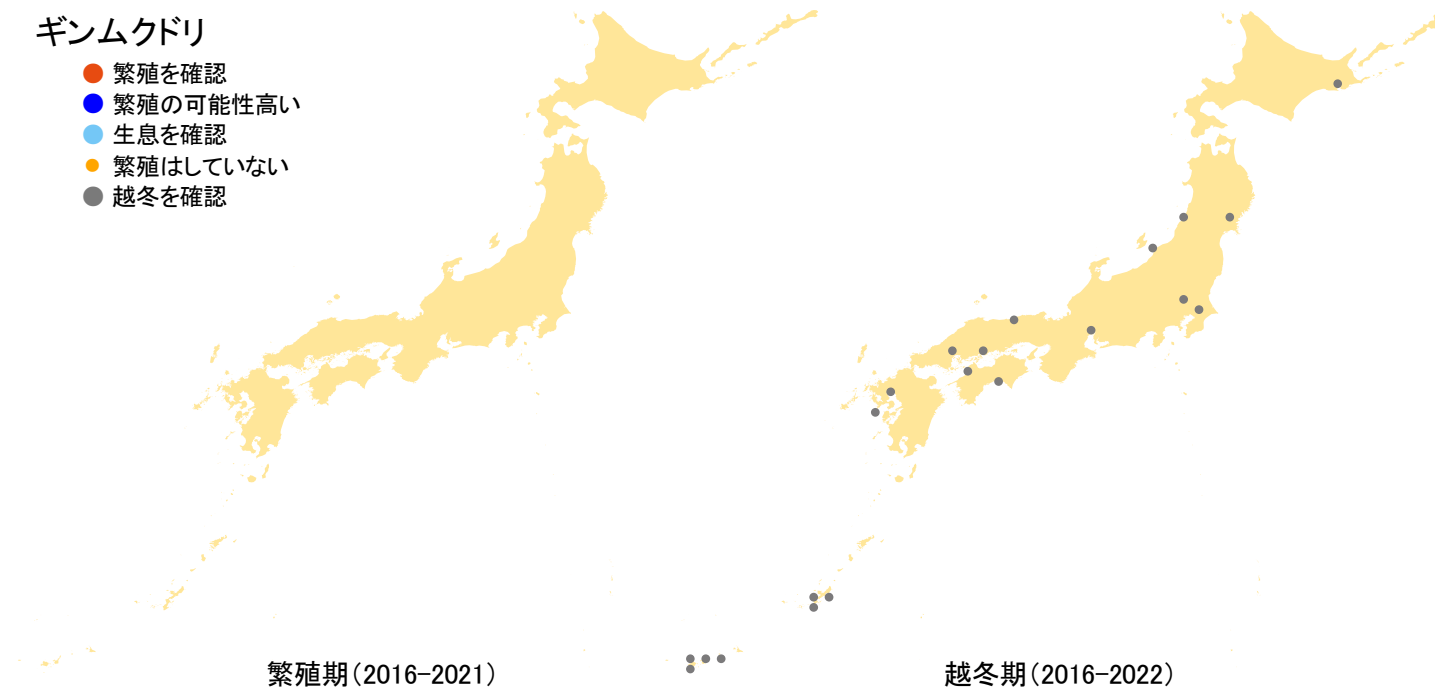 ギンムクドリ
繁殖を確認
繁殖の可能性高い
生息を確認
繁殖はしていない
越冬を確認
繁殖期(2016-2021)
越冬期(2016-2022)